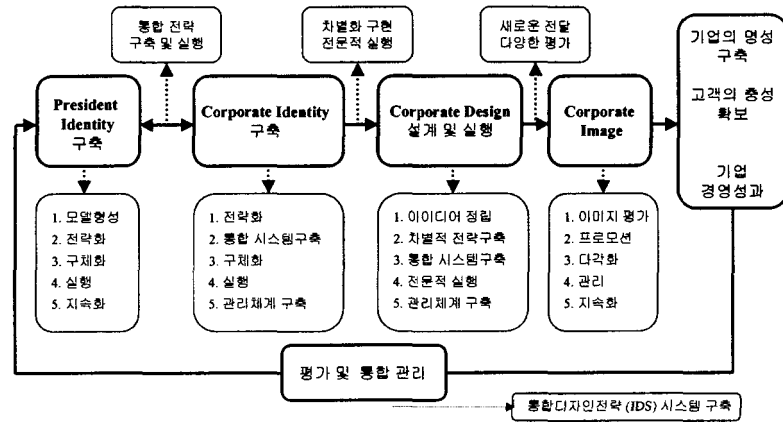 통합 전략
구축 및 실행
차별화 구현
전문적 실행
새로운 전달
다양한 평가
President
Identity
구축
Corporate Identity
구축
Corporate Design
설계 및 실행
Corporate
Image
기업의 명성
구축
고객의 충성
확보
기업
경영성과
1. 모델형성
2. 전략화
3. 구체화
4. 실행
5. 지속화
1. 전략화
2. 통합 시스템구축
3. 구체화
4. 실행
5. 관리체계 구축
1. 아이디어 정립
2. 차별적 전략구축
3. 통합 시스템구축
4. 전문적 실행
5. 관리체계 구축
1. 이미지 평가
2. 프로모션
3. 다각화
4. 관리
5. 지속화
평가 및 통합 관리
통합디자인전략 (IDS) 시스템 구축